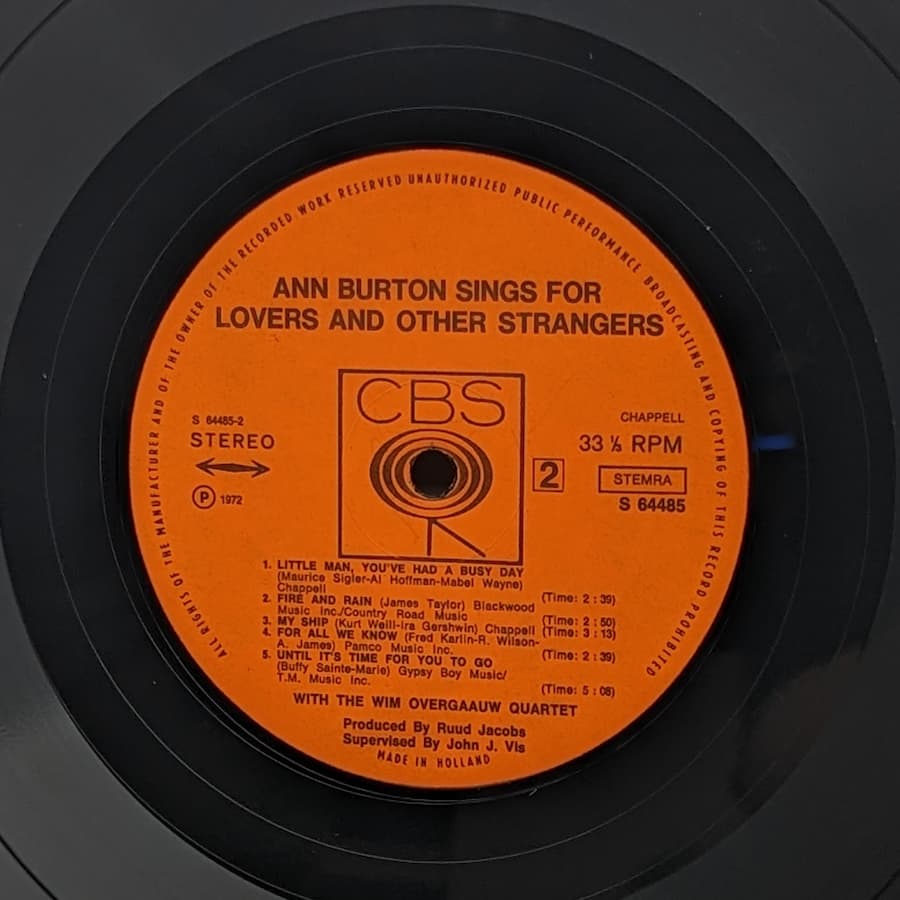 ALL RIGHTS OF THE MANUFACTURER AND OF THE OWNER OF THE RECORDED WORK RESERVED UNAUTHORIZED PUBLIC PERFORMANCE BROADCASTING AND COPYING OF THIS RECORD PROHIBITED
ANN BURTON SINGS FOR
LOVERS AND OTHER STRANGERS
CBS
S 64485-2
STEREO
P 1972
CHAPPELL
33 ⅓ RPM
2
STEMRA
S 64485
1. LITTLE MAN, YOU'VE HAD A BUSY DAY
(Maurice Sigler-Al Hoffman-Mabel Wayne)
Chappell (Time: 2 : 39)
2. FIRE AND RAIN (James Taylor) Blackwood
Music Inc./Country Road Music (Time: 2 : 50)
3. MY SHIP (Kurt Weill-Ira Gershwin) Chappell (Time: 3 : 13)
4. FOR ALL WE KNOW (Fred Karlin-R. Wilson-
A. James) Pamco Music Inc. (Time: 2 : 39)
5. UNTIL IT'S TIME FOR YOU TO GO
(Buffy Sainte-Marie) Gypsy Boy Music/
T.M. Music Inc. (Time: 5 : 08)
WITH THE WIM OVERGAAUW QUARTET
Produced By Ruud Jacobs
Supervised By John J. Vis
MADE IN HOLLAND